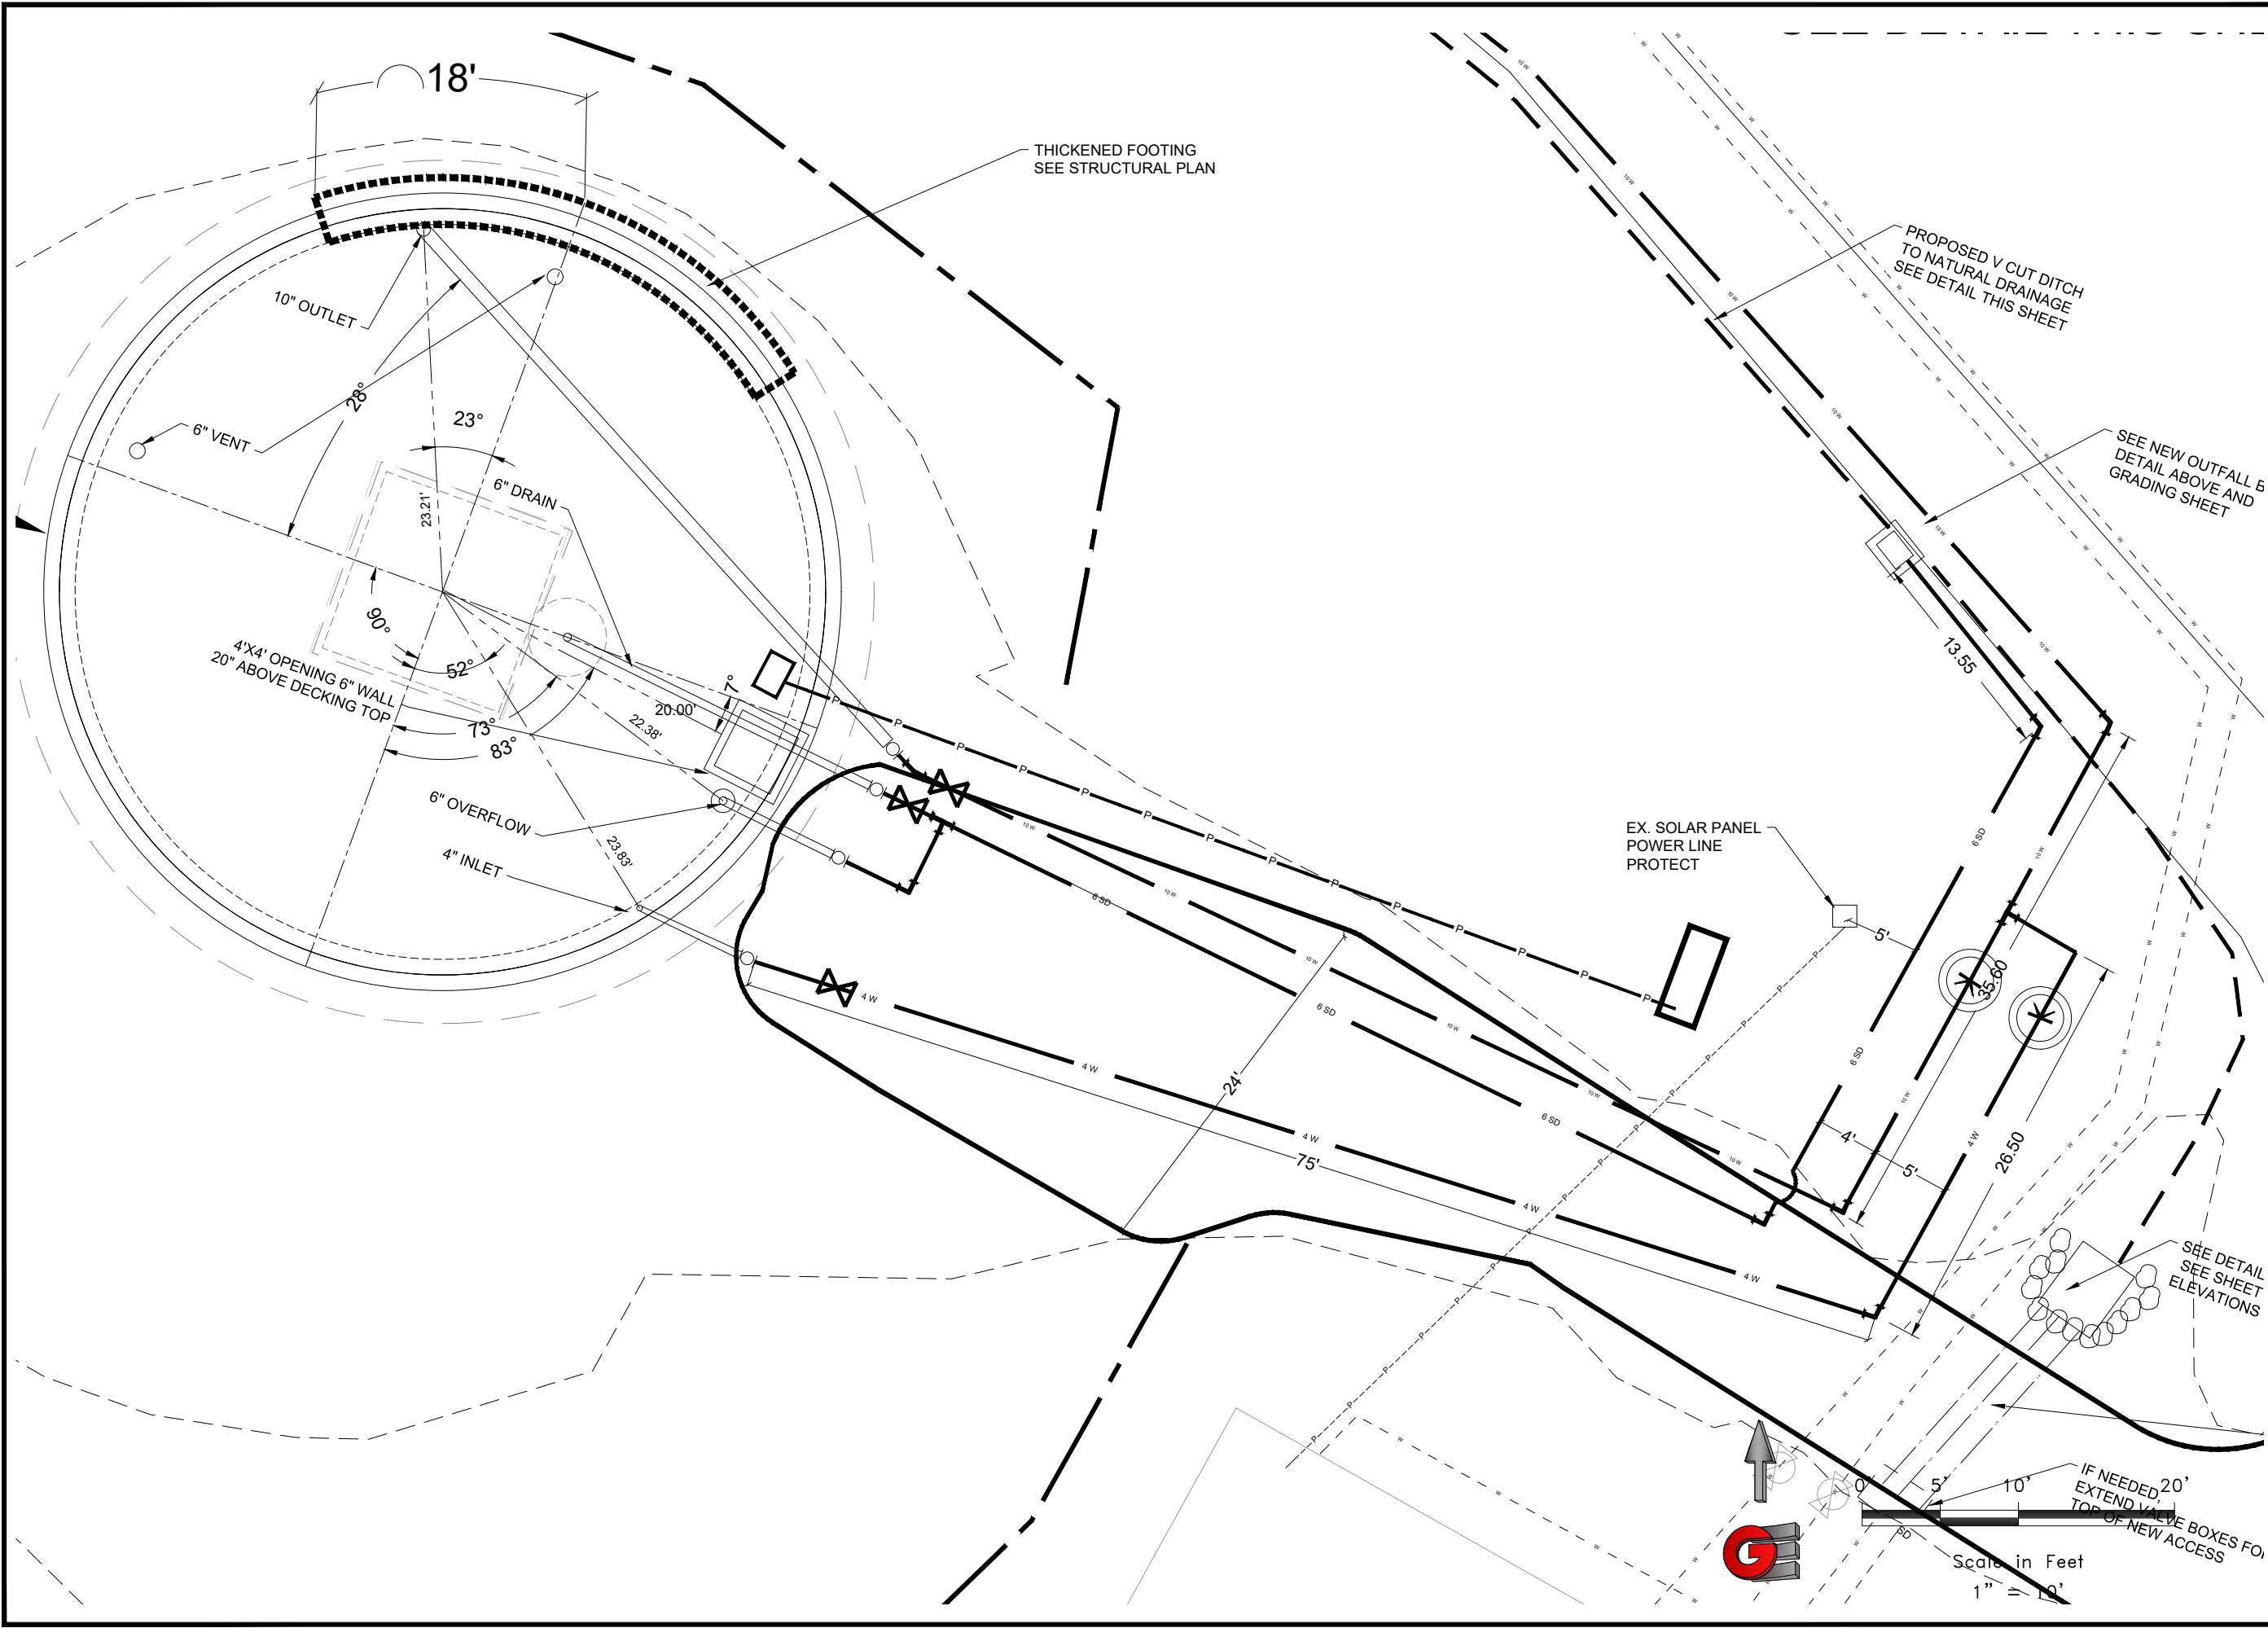 18'
THICKENED FOOTING
SEE STRUCTURAL PLAN
PROPOSED V CUT DITCH
TO NATURAL DRAINAGE
SEE DETAIL THIS SHEET
10" OUTLET
28°
23°
6" VENT
6" DRAIN
23.21'
SEE NEW OUTFALL B
DETAIL ABOVE AND
GRADING SHEET
90°
52°
4'X4' OPENING 6" WALL
20" ABOVE DECKING TOP
73°
83°
7°
20.00'
22.38'
13.55
6" OVERFLOW
4" INLET
23.83'
EX. SOLAR PANEL
POWER LINE
PROTECT
5'
35.60
24'
75'
4'
5'
26.50
SEE DETAIL
SEE SHEET
ELEVATIONS
P
10 W
6 SD
4 W
W
SD
IF NEEDED,
EXTEND VALVE BOXES FO
TOP OF NEW ACCESS
0' 5' 10' 20'
Scale in Feet
1" = 10'
G